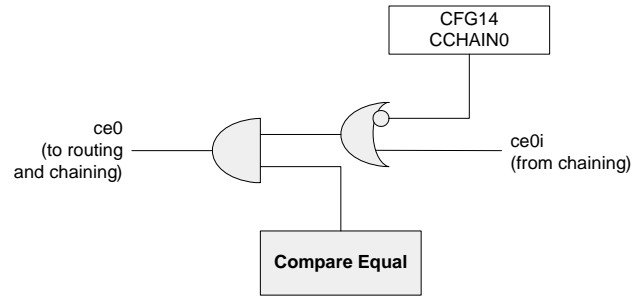 CFG14
CCHAIN0
ce0
(to routing
and chaining)
ce0i
(from chaining)
Compare Equal